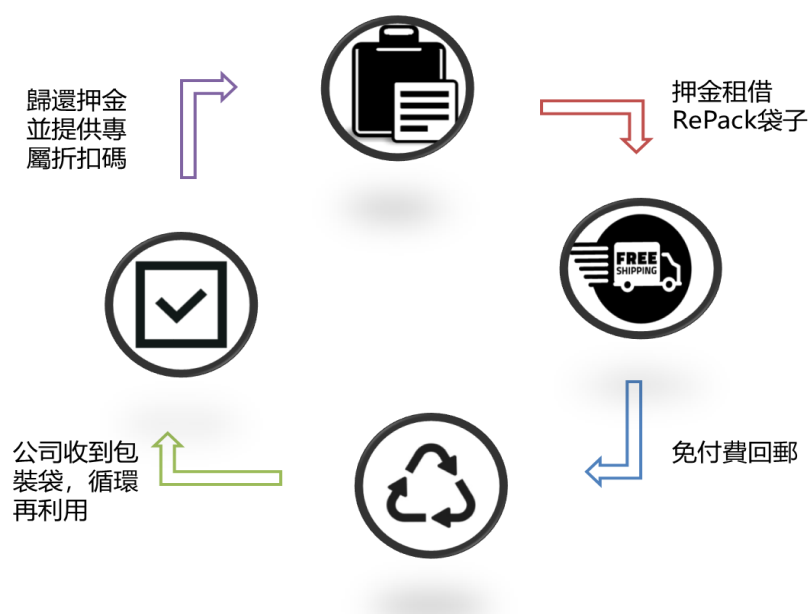 歸還押金
並提供專
屬折扣碼
押金租借
RePack袋子
FREE
SHIPPING
公司收到包
裝袋，循環
再利用
免付費回郵